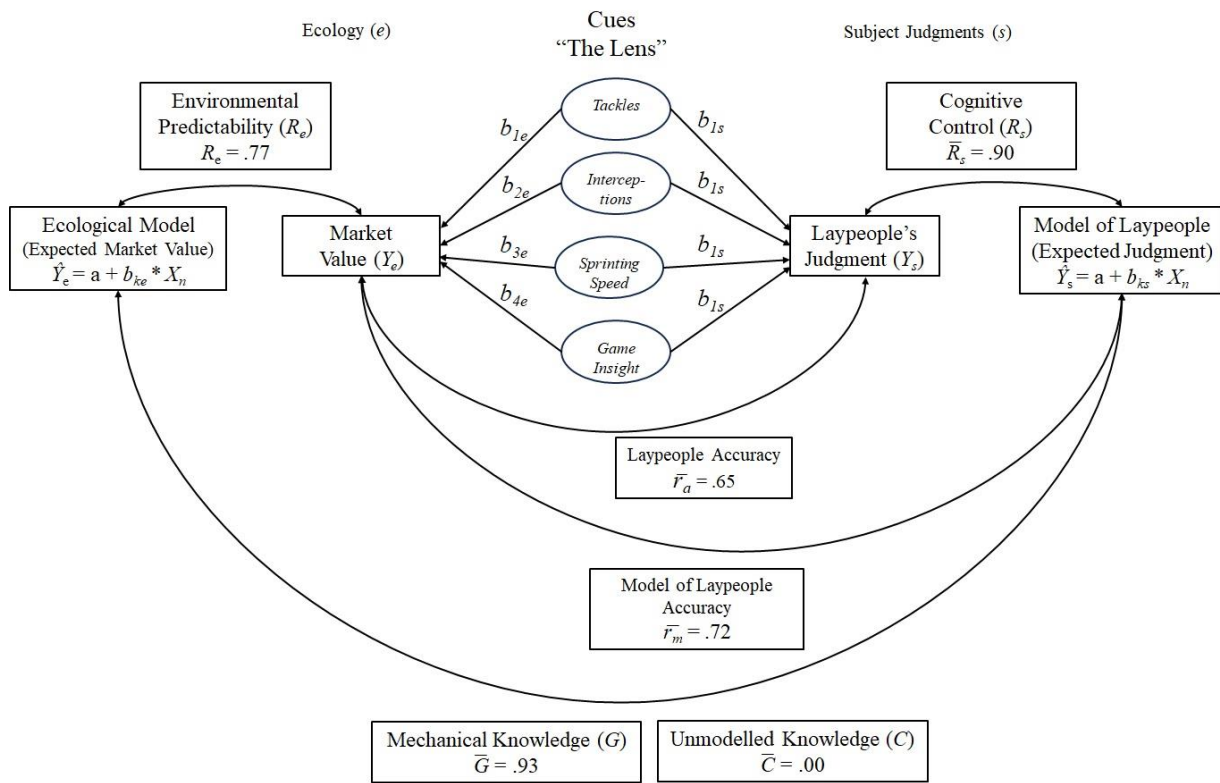 Ecology (e)
Cues
“The Lens”
Subject Judgments (s)
Environmental
Predictability (Rₑ)
Rₑ = .77
Tackles
Cognitive
Control (Rₛ)
R̅ₛ = .90
b₁ₑ
b₁ₛ
Intercep-
tions
b₂ₑ
b₁ₛ
Ecological Model
(Expected Market Value)
Ŷₑ = a + bₖₑ * Xₙ
Market
Value (Yₑ)
b₃ₑ
Sprinting
Speed
b₁ₛ
Laypeople’s
Judgment (Yₛ)
Model of Laypeople
(Expected Judgment)
Ŷₛ = a + bₖₛ * Xₙ
b₄ₑ
b₁ₛ
Game
Insight
Laypeople Accuracy
r̅ₐ = .65
Model of Laypeople
Accuracy
r̅ₘ = .72
Mechanical Knowledge (G)
G̅ = .93
Unmodelled Knowledge (C)
C̅ = .00